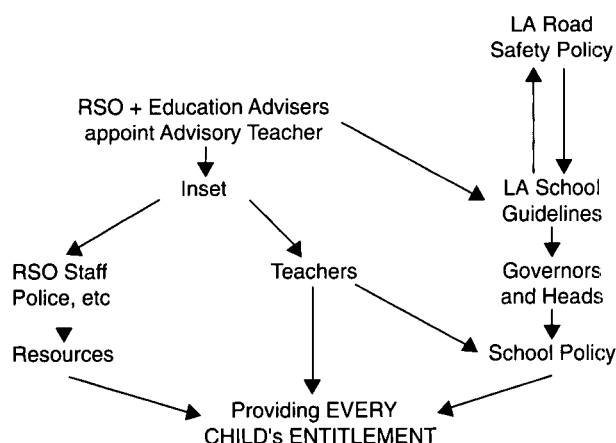 LA Road
Safety Policy
RSO + Education Advisers
appoint Advisory Teacher
Inset
LA School
Guidelines
RSO Staff
Police, etc
Teachers
Governors
and Heads
Resources
School Policy
Providing EVERY
CHILD's ENTITLEMENT